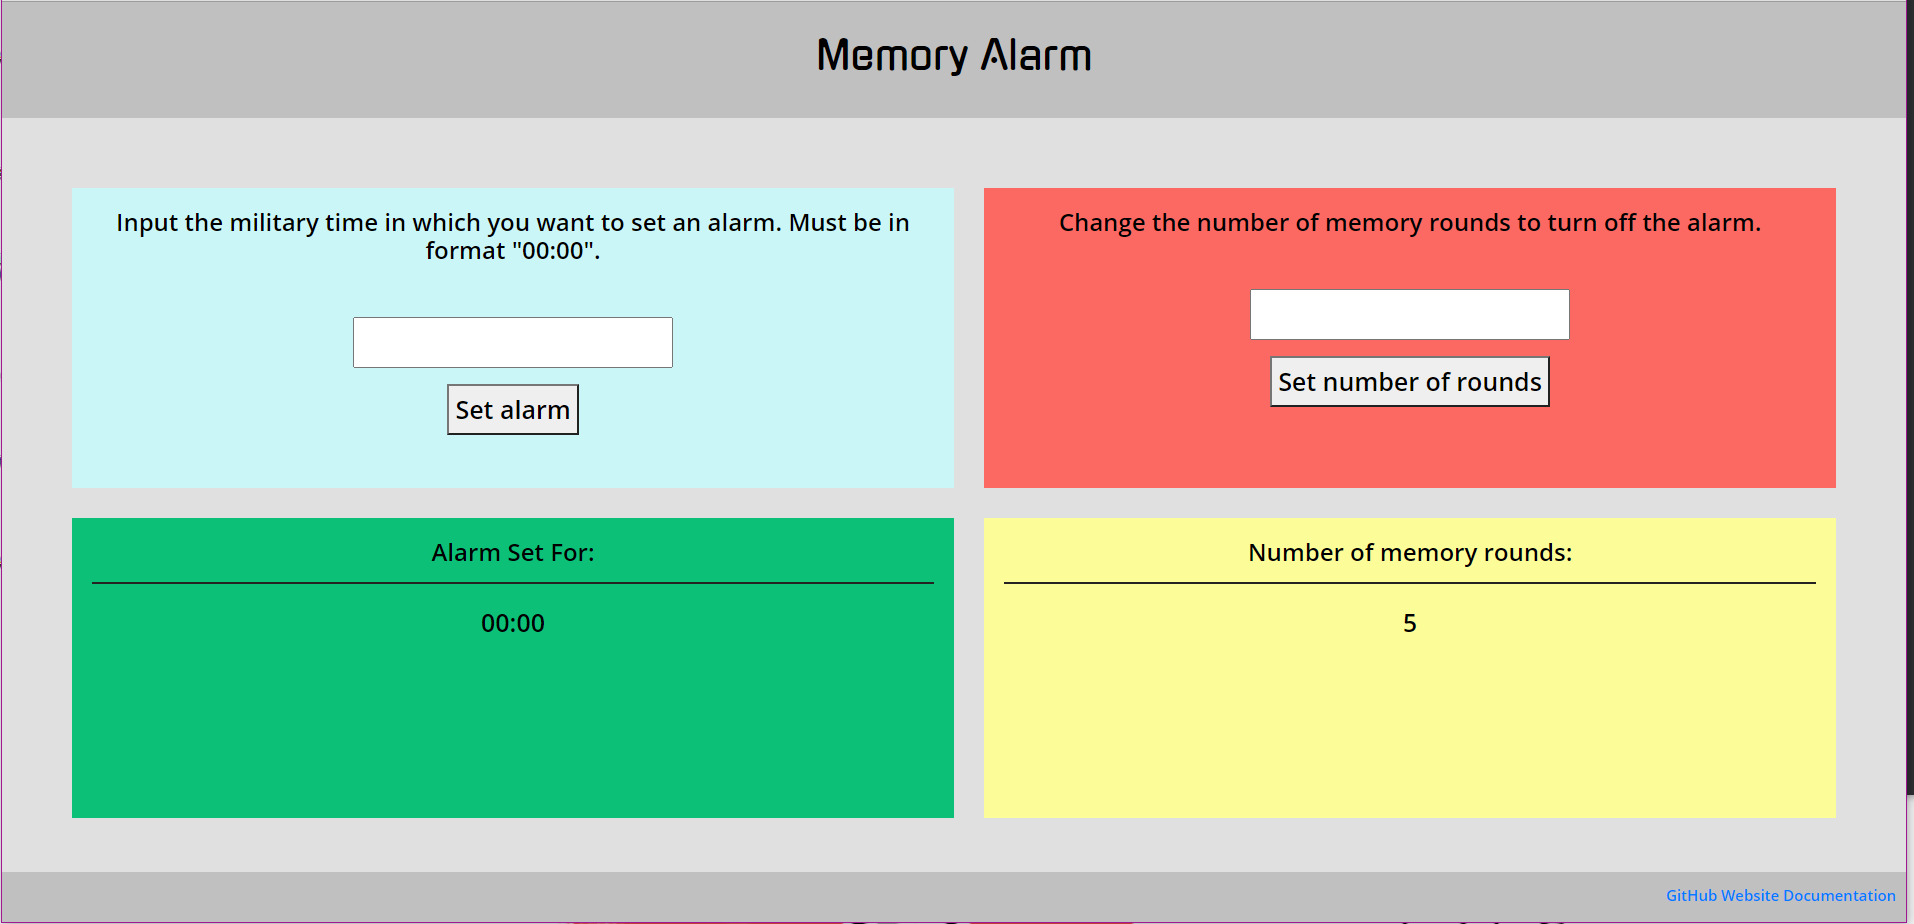 Memory Alarm
Input the military time in which you want to set an alarm. Must be in
format "00:00".
Set alarm
Change the number of memory rounds to turn off the alarm.
Set number of rounds
Alarm Set For:
00:00
Number of memory rounds:
5
GitHub Website Documentation